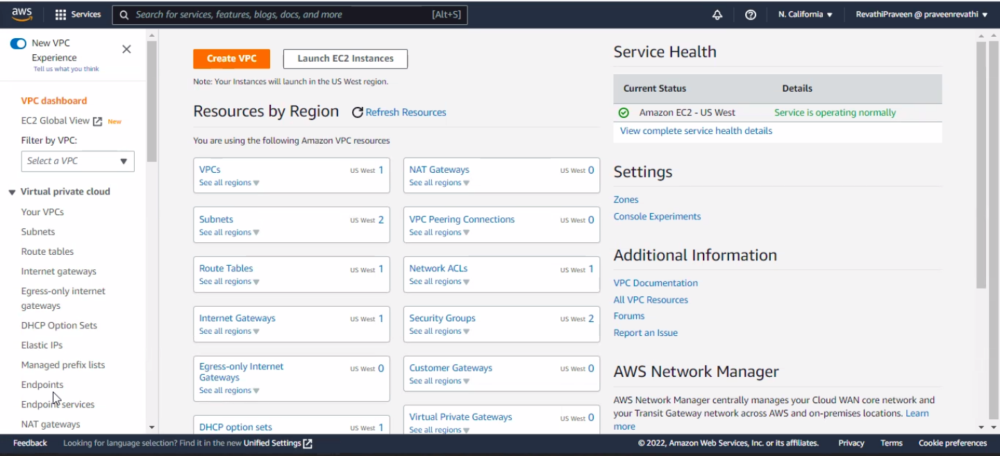 aws
Services
Search for services, features, blogs, docs, and more
[Alt+S]
N. California
RevathiPraveen @ praveenrevathi
New VPC
Experience
Tell us what you think
VPC dashboard
EC2 Global View New
Filter by VPC:
Select a VPC
Virtual private cloud
Your VPCs
Subnets
Route tables
Internet gateways
Egress-only internet
gateways
DHCP Option Sets
Elastic IPs
Managed prefix lists
Endpoints
Endpoint services
NAT gateways
Create VPC
Launch EC2 Instances
Note: Your Instances will launch in the US West region.
Resources by Region
Refresh Resources
You are using the following Amazon VPC resources
VPCs US West 1
See all regions
NAT Gateways US West 0
See all regions
Subnets US West 2
See all regions
VPC Peering Connections US West 0
See all regions
Route Tables US West 1
See all regions
Network ACLs US West 1
See all regions
Internet Gateways US West 1
See all regions
Security Groups US West 2
See all regions
Egress-only Internet US West 0
Gateways
See all regions
Customer Gateways US West 0
See all regions
DHCP option sets US West 1
Virtual Private Gateways US West 0
See all regions
Service Health
Current Status Details
Amazon EC2 - US West Service is operating normally
View complete service health details
Settings
Zones
Console Experiments
Additional Information
VPC Documentation
All VPC Resources
Forums
Report an Issue
AWS Network Manager
AWS Network Manager centrally manages your Cloud WAN core network and
your Transit Gateway network across AWS and on-premises locations. Learn
more
Feedback
Looking for language selection? Find it in the new Unified Settings
© 2022, Amazon Web Services, Inc. or its affiliates.
Privacy
Terms
Cookie preferences